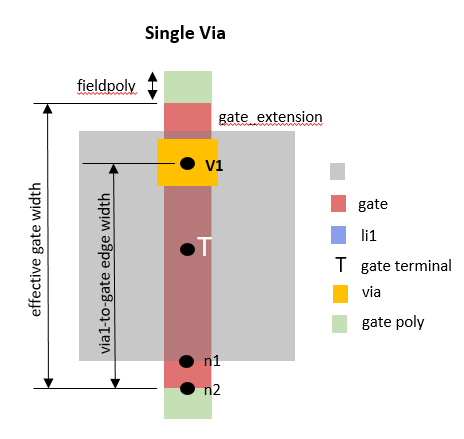 Single Via
fieldpoly
gate_extension
V1
effective gate width
via1-to-gate edge width
T
n1
n2
gate
li1
T gate terminal
via
gate poly